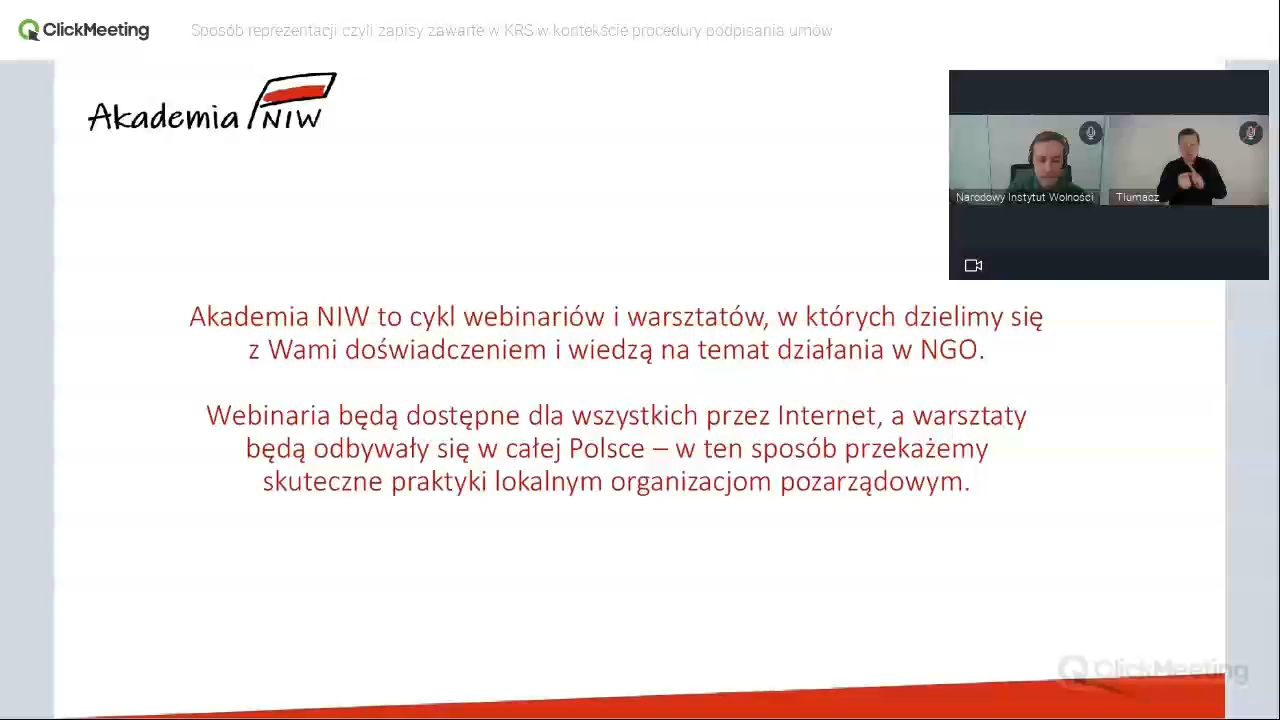 ClickMeeting
Sposób reprezentacji czyli zapisy zawarte w KRS w kontekście procedury podpisania umów
Akademia NIW
Narodowy Instytut Wolności
Tłumacz
Akademia NIW to cykl webinariów i warsztatów, w których dzielimy się
z Wami doświadczeniem i wiedzą na temat działania w NGO.
Webinaria będą dostępne dla wszystkich przez Internet, a warsztaty
będą odbywały się w całej Polsce – w ten sposób przekażemy
skuteczne praktyki lokalnym organizacjom pozarządowym.
ClickMeeting